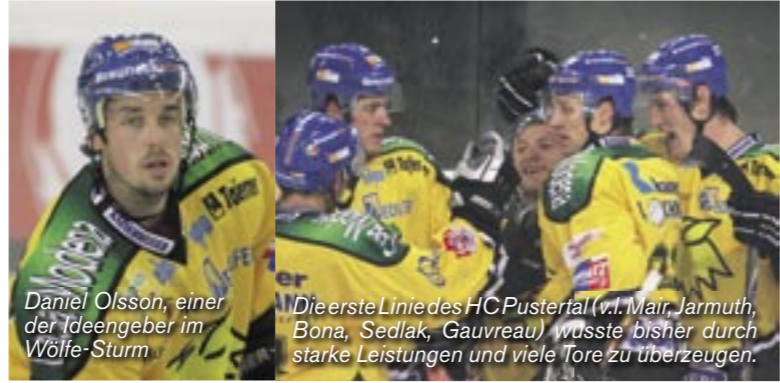 Daniel Olsson, einer
der Ideengeber im
Wölfe-Sturm
Die erste Linie des HC Pustertal (v.l. Mair, Jarmuth,
Bona, Sedlak, Gauvreau) wusste bisher durch
starke Leistungen und viele Tore zu überzeugen.